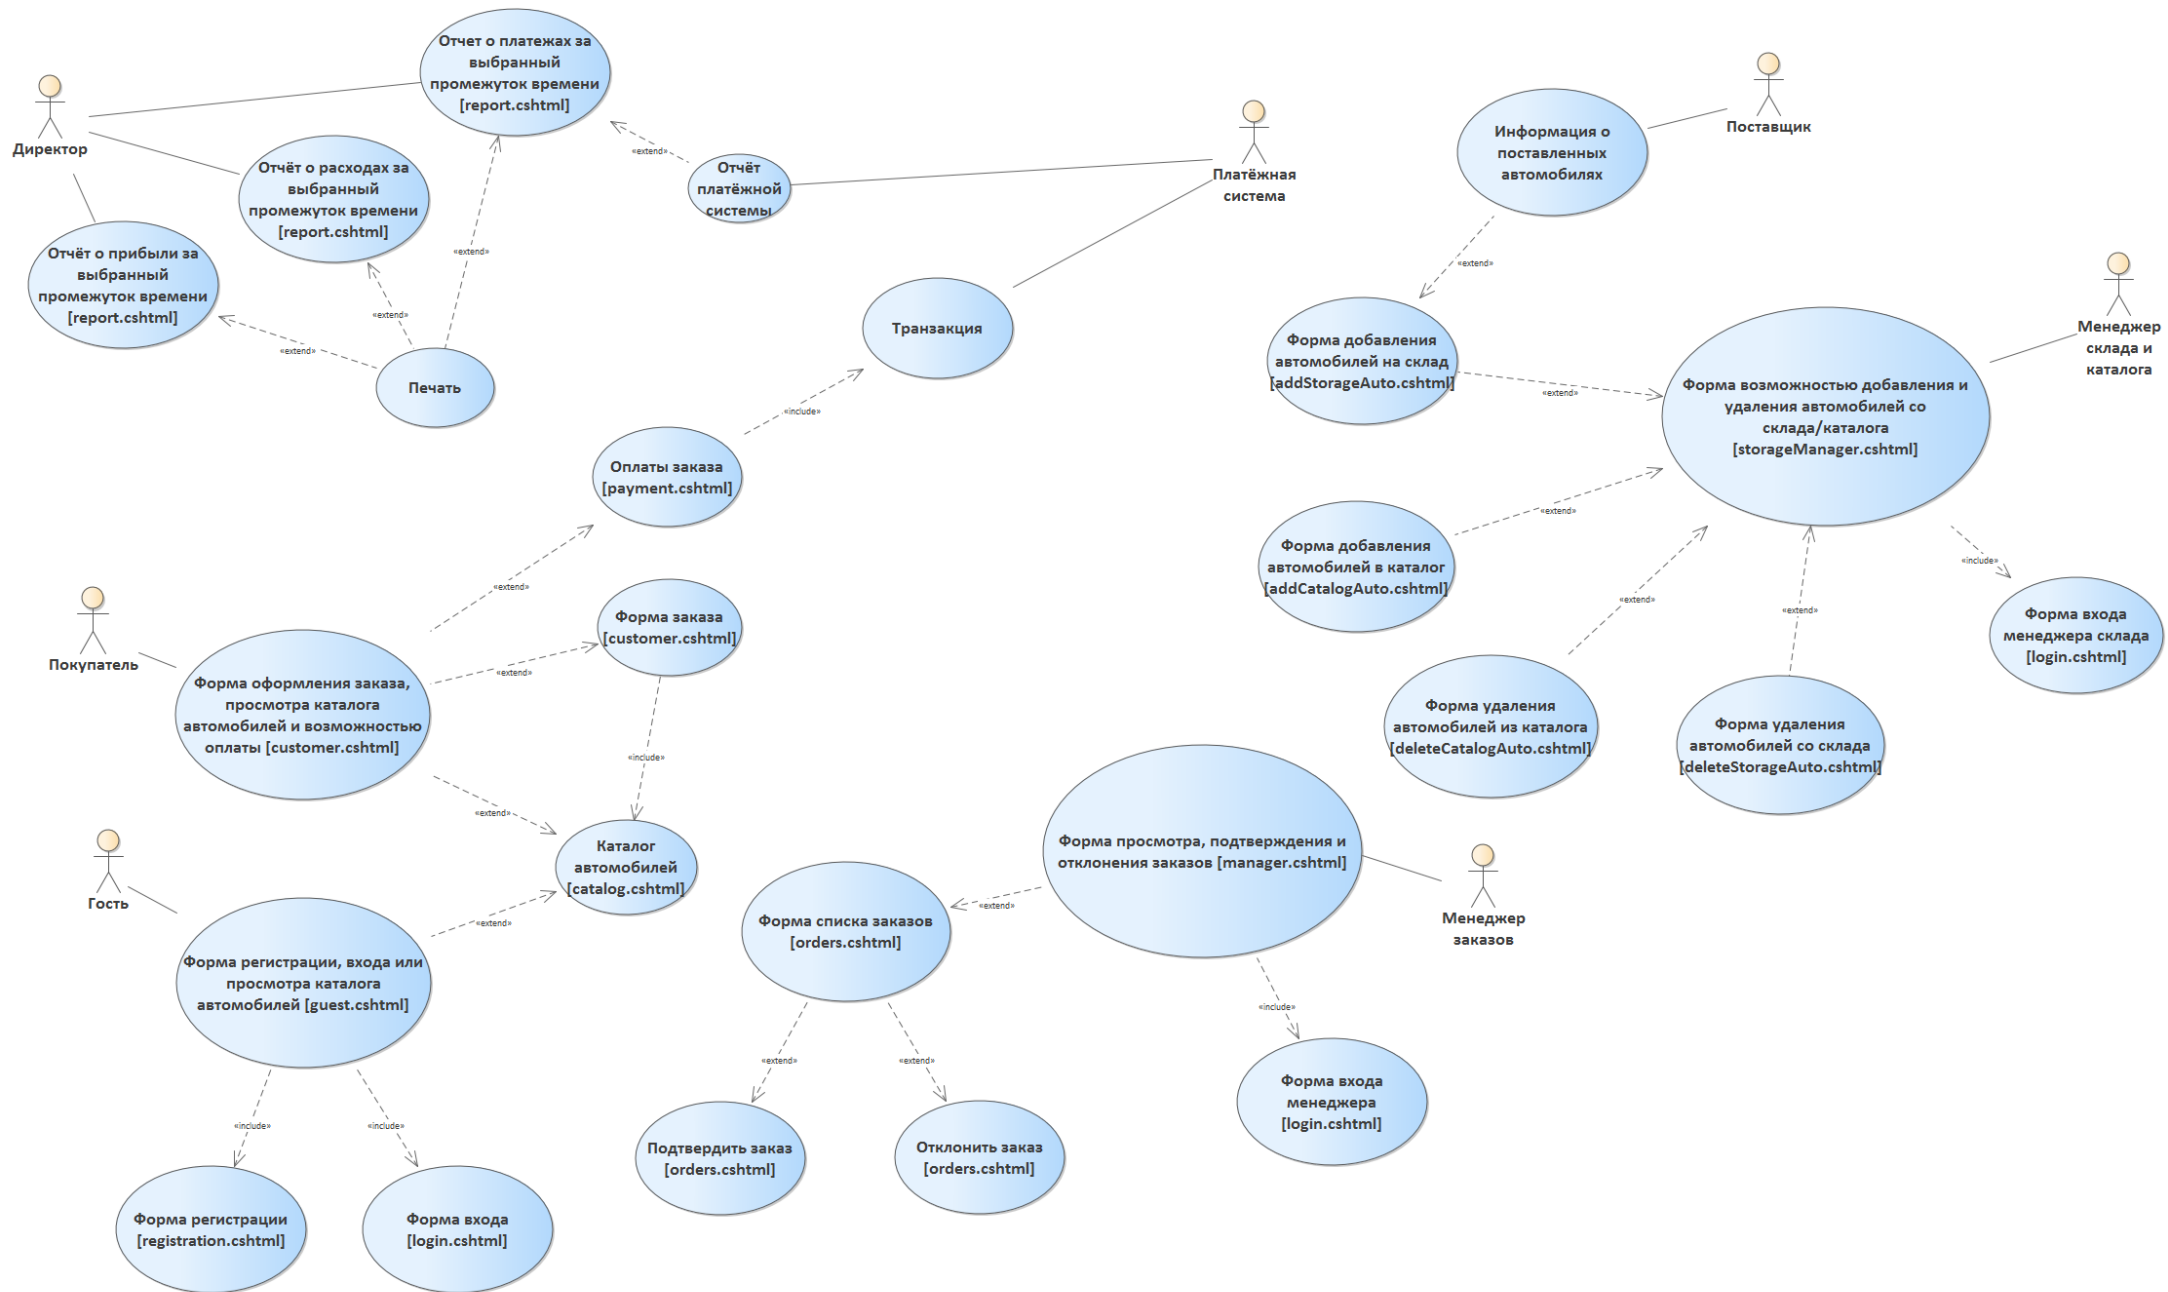 Отчет о платежах за
выбранный
промежуток времени
[report.cshtml]
Директор
Отчёт о расходах за
выбранный
промежуток времени
[report.cshtml]
Отчёт о прибыли за
выбранный
промежуток времени
[report.cshtml]
«extend»
Отчёт
платёжной
системы
Платёжная
система
«extend»
«extend»
«extend»
Печать
Транзакция
«include»
Оплаты заказа
[payment.cshtml]
Поставщик
Информация о
поставленных
автомобилях
«extend»
Форма добавления
автомобилей на склад
[addStorageAuto.cshtml]
«extend»
Менеджер
склада и
каталога
Форма возможностью добавления и
удаления автомобилей со
склада/каталога
[storageManager.cshtml]
«extend»
Форма добавления
автомобилей в каталог
[addCatalogAuto.cshtml]
«extend»
«extend»
«include»
Форма входа
менеджера склада
[login.cshtml]
Форма удаления
автомобилей из каталога
[deleteCatalogAuto.cshtml]
Форма удаления
автомобилей со склада
[deleteStorageAuto.cshtml]
Покупатель
«extend»
Форма заказа
[customer.cshtml]
«extend»
Форма оформления заказа,
просмотра каталога
автомобилей и возможностью
оплаты [customer.cshtml]
«include»
«extend»
Каталог
автомобилей
[catalog.cshtml]
Гость
«extend»
Форма регистрации, входа или
просмотра каталога
автомобилей [guest.cshtml]
«include»
«include»
Форма регистрации
[registration.cshtml]
Форма входа
[login.cshtml]
Форма просмотра, подтверждения и
отклонения заказов [manager.cshtml]
Менеджер
заказов
«extend»
Форма списка заказов
[orders.cshtml]
«extend»
«extend»
«include»
Подтвердить заказ
[orders.cshtml]
Отклонить заказ
[orders.cshtml]
Форма входа
менеджера
[login.cshtml]